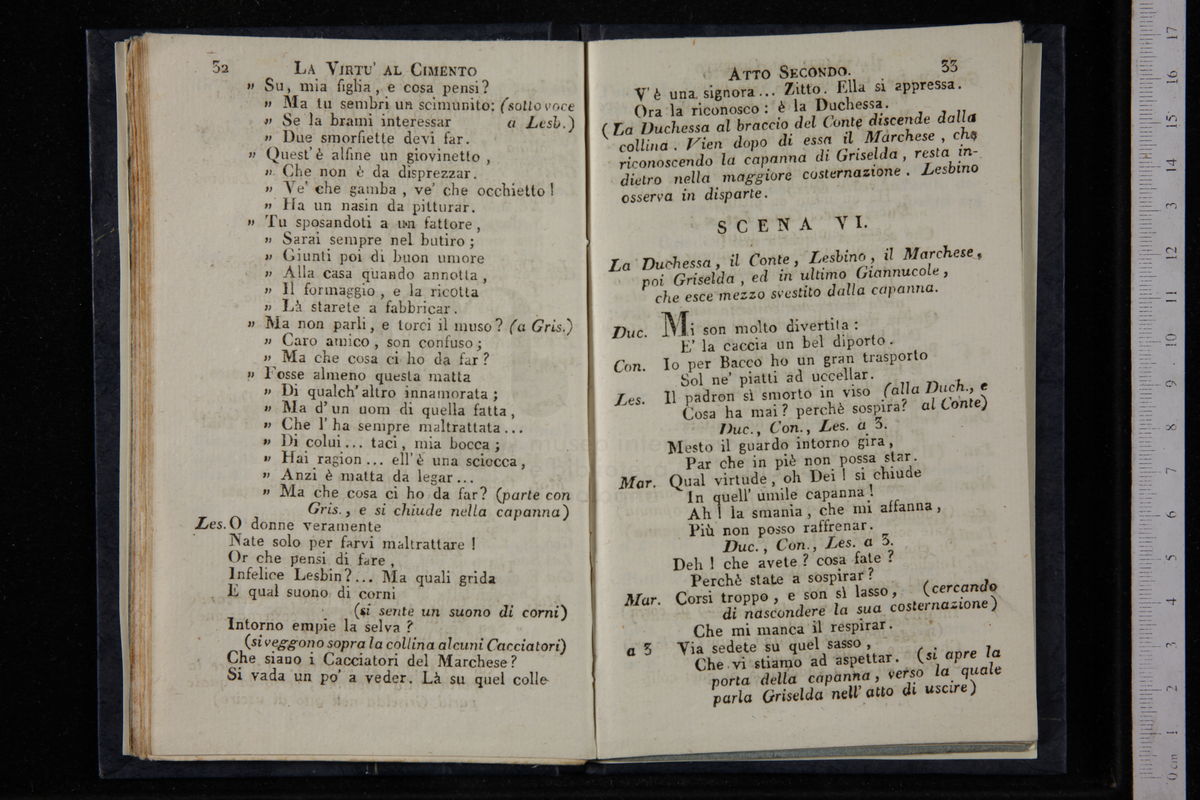 32 LA VIRTU' AL CIMENTO
» Su, mia figlia, e cosa pensi?
» Ma tu sembri un scimunito: (sotto voce
» Se la brami interessar a Lesb.)
» Due smorfiette devi far.
» Quest' è alfine un giovinetto,
» Che non è da disprezzar.
» Ve' che gamba, ve' che occhietto!
» Ha un nasin da pitturar.
» Tu sposandoti a un fattore,
» Sarai sempre nel butiro;
» Giunti poi di buon umore
» Alla casa quando annotta,
» Il formaggio, e la ricotta
» Là starete a fabbricar.
» Ma non parli, e torci il muso? (a Gris.)
» Caro amico, son confuso;
» Ma che cosa ci ho da far?
» Fosse almeno questa matta
» Di qualch' altro innamorata;
» Ma d' un uom di quella fatta,
» Che l' ha sempre maltrattata...
» Di colui... taci, mia bocca;
» Hai ragion... ell' è una sciocca,
» Anzi è matta da legar...
» Ma che cosa ci ho da far? (parte con
Gris., e si chiude nella capanna)
Les. O donne veramente
Nate solo per farvi maltrattare!
Or che pensi di fare,
Infelice Lesbin?... Ma quali grida
E qual suono di corni
(si sente un suono di corni)
Intorno empie la selva?
(si veggono sopra la collina alcuni Cacciatori)
Che siano i Cacciatori del Marchese?
Si vada un po' a veder. Là su quel colle
ATTO SECONDO. 33
V' è una signora... Zitto. Ella si appressa.
Ora la riconosco: è la Duchessa.
(La Duchessa al braccio del Conte discende dalla
collina. Vien dopo di essa il Marchese, che
riconoscendo la capanna di Griselda, resta in-
dietro nella maggiore costernazione. Lesbino
osserva in disparte.
SCENA VI.
La Duchessa, il Conte, Lesbino, il Marchese,
poi Griselda, ed in ultimo Giannucole,
che esce mezzo svestito dalla capanna.
Duc. Mi son molto divertita:
E' la caccia un bel diporto.
Con. Io per Bacco ho un gran trasporto
Sol ne' piatti ad uccellar.
Les. Il padron sì smorto in viso (alla Duch., e
Cosa ha mai? perchè sospira? al Conte)
Duc., Con., Les. a 3.
Mesto il guardo intorno gira,
Par che in piè non possa star.
Mar. Qual virtude, oh Dei! si chiude
In quell' umile capanna!
Ah! la smania, che mi affanna,
Più non posso raffrenar.
Duc., Con., Les. a 3.
Deh! che avete? cosa fate?
Perchè state a sospirar?
Mar. Corsi troppo, e son sì lasso, (cercando
di nascondere la sua costernazione)
Che mi manca il respirar.
a 3 Via sedete su quel sasso,
Che vi stiamo ad aspettar. (si apre la
porta della capanna, verso la quale
parla Griselda nell' atto di uscire)
0 cm 1 2 3 4 5 6 7 8 9 10 11 12 13 14 15 16 17